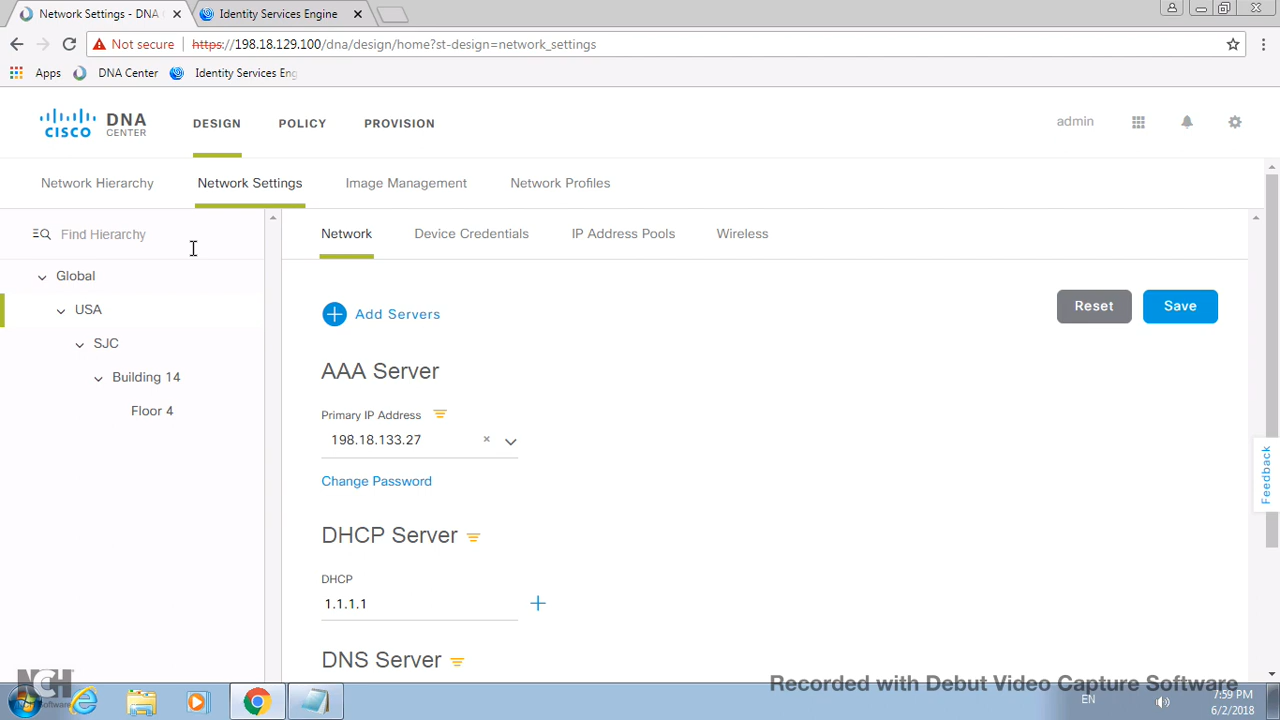 Network Settings - DNA
Identity Services Engine
Not secure
https://198.18.129.100/dna/design/home?st-design=network_settings
Apps
DNA Center
Identity Services Eng
CISCO
DNA
CENTER
DESIGN
POLICY
PROVISION
admin
Network Hierarchy
Network Settings
Image Management
Network Profiles
Find Hierarchy
Global
USA
SJC
Building 14
Floor 4
Network
Device Credentials
IP Address Pools
Wireless
Add Servers
Reset
Save
AAA Server
Primary IP Address
198.18.133.27
Change Password
DHCP Server
DHCP
1.1.1.1
DNS Server
Feedback
NCH
Software
Recorded with Debut Video Capture Software
EN
7:59 PM
6/2/2018